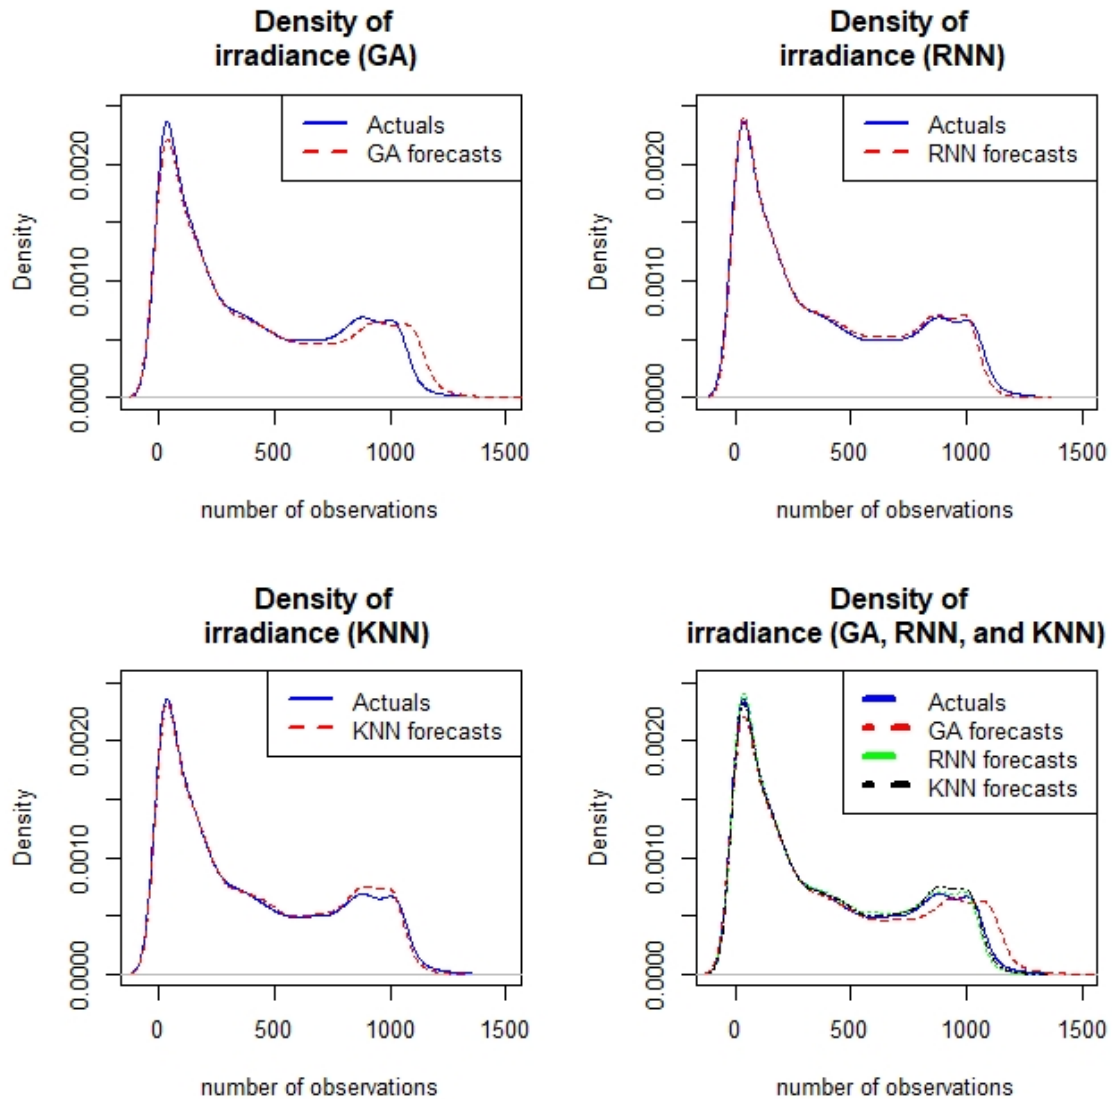 Density of
irradiance (GA)
Actuals
GA forecasts
0.0000 0.0010 0.0020
Density
0 500 1000 1500
number of observations
Density of
irradiance (RNN)
Actuals
RNN forecasts
0.0000 0.0010 0.0020
Density
0 500 1000 1500
number of observations
Density of
irradiance (KNN)
Actuals
KNN forecasts
0.0000 0.0010 0.0020
Density
0 500 1000 1500
number of observations
Density of
irradiance (GA, RNN, and KNN)
Actuals
GA forecasts
RNN forecasts
KNN forecasts
0.0000 0.0010 0.0020
Density
0 500 1000 1500
number of observations